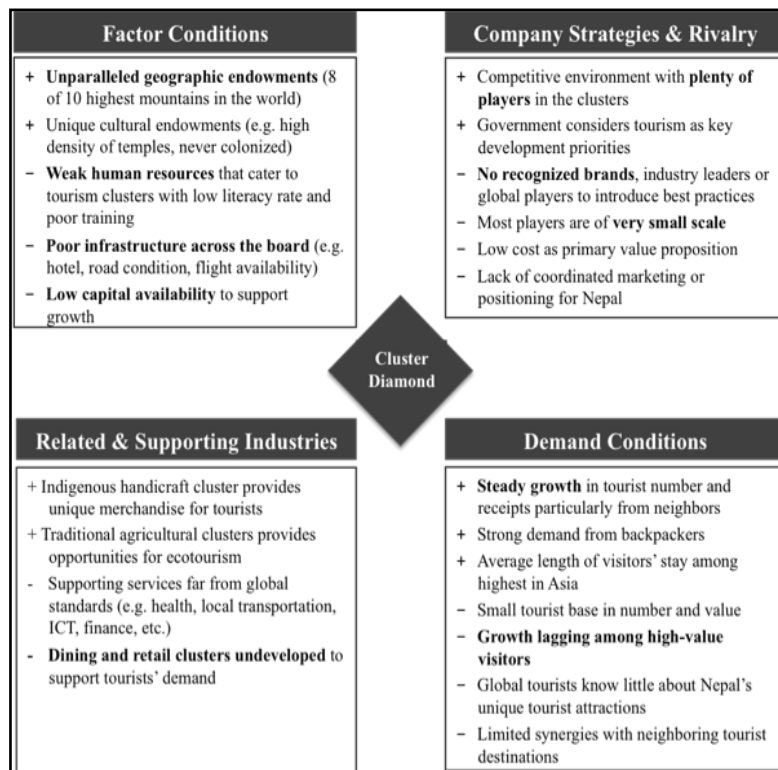 Factor Conditions
+ Unparalleled geographic endowments (8
of 10 highest mountains in the world)
+ Unique cultural endowments (e.g. high
density of temples, never colonized)
− Weak human resources that cater to
tourism clusters with low literacy rate and
poor training
− Poor infrastructure across the board (e.g.
hotel, road condition, flight availability)
− Low capital availability to support
growth
Company Strategies & Rivalry
+ Competitive environment with plenty of
players in the clusters
+ Government considers tourism as key
development priorities
− No recognized brands, industry leaders or
global players to introduce best practices
− Most players are of very small scale
− Low cost as primary value proposition
− Lack of coordinated marketing or
positioning for Nepal
Cluster
Diamond
Related & Supporting Industries
+ Indigenous handicraft cluster provides
unique merchandise for tourists
+ Traditional agricultural clusters provides
opportunities for ecotourism
- Supporting services far from global
standards (e.g. health, local transportation,
ICT, finance, etc.)
- Dining and retail clusters undeveloped to
support tourists' demand
Demand Conditions
+ Steady growth in tourist number and
receipts particularly from neighbors
+ Strong demand from backpackers
+ Average length of visitors' stay among
highest in Asia
− Small tourist base in number and value
− Growth lagging among high-value
visitors
− Global tourists know little about Nepal's
unique tourist attractions
− Limited synergies with neighboring tourist
destinations